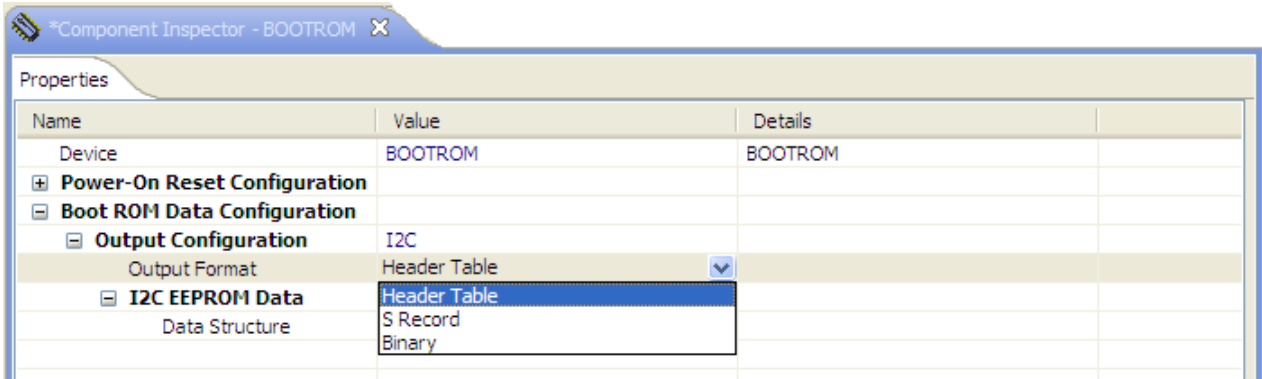 *Component Inspector - BOOTROM
Properties
Name Value Details
Device BOOTROM BOOTROM
Power-On Reset Configuration
Boot ROM Data Configuration
Output Configuration I2C
Output Format Header Table
I2C EEPROM Data Header Table
S Record
Data Structure
Binary